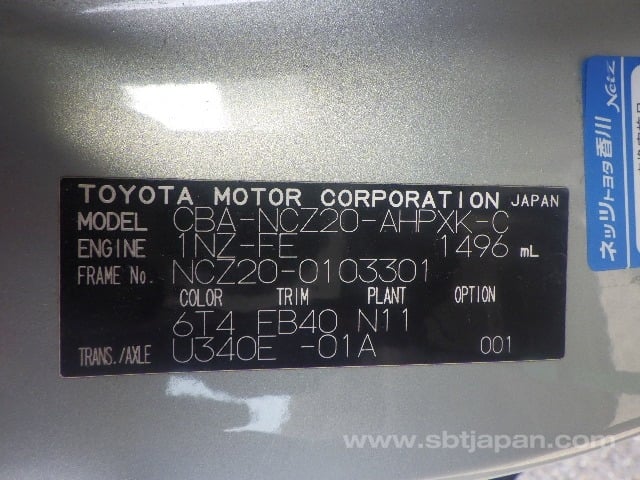 TOYOTA MOTOR CORPORATION JAPAN
MODEL CBA-NCZ20-AHPXK-C
ENGINE 1NZ-FE 1496 mL
FRAME No. NCZ20-0103301
COLOR TRIM PLANT OPTION
6T4 FB40 N11
TRANS./AXLE U340E -01A 001
ネッツトヨタ香川
Netz
www.sbtjapan.com